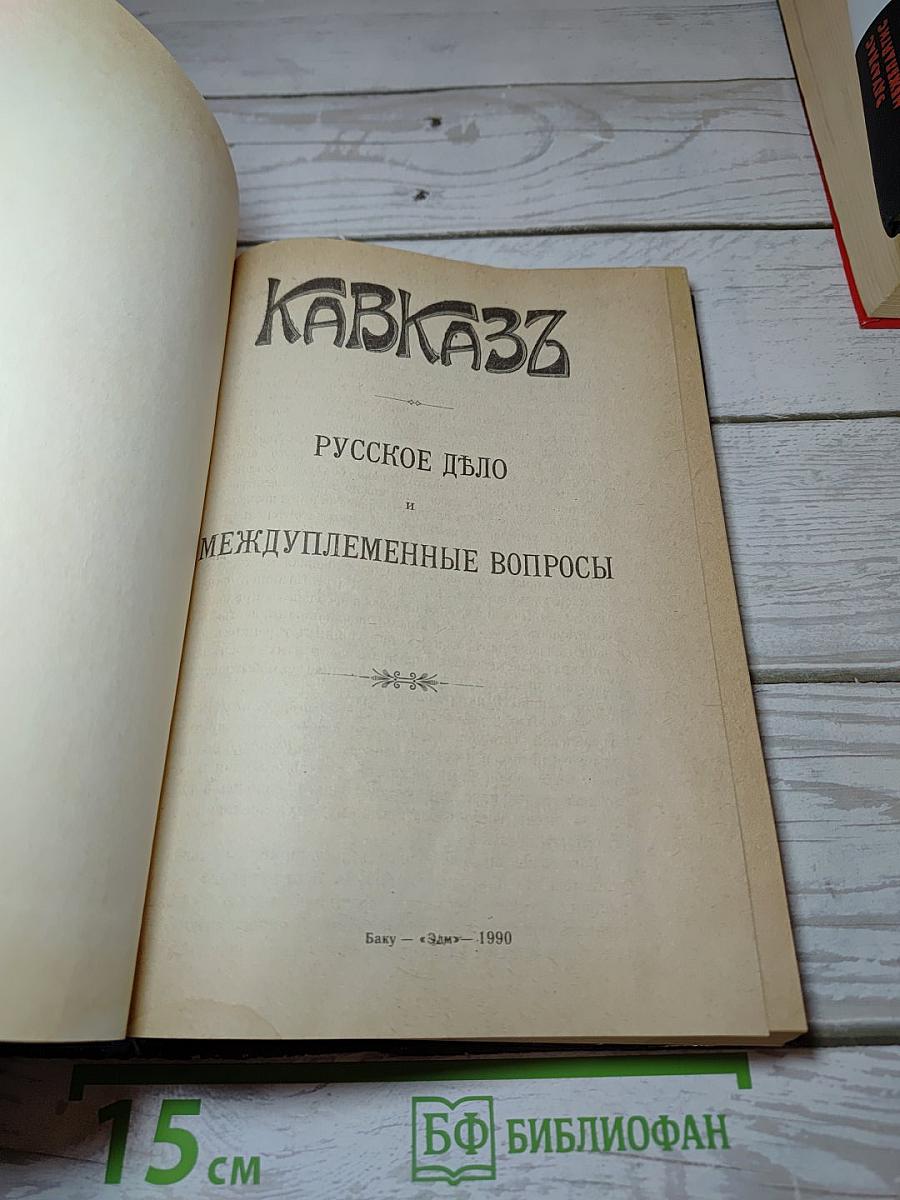 КАВКАЗЪ
РУССКОЕ ДѢЛО
и
МЕЖДУПЛЕМЕННЫЕ ВОПРОСЫ
Баку — «Элм» — 1990
15 см
БФ БИБЛИОФАН